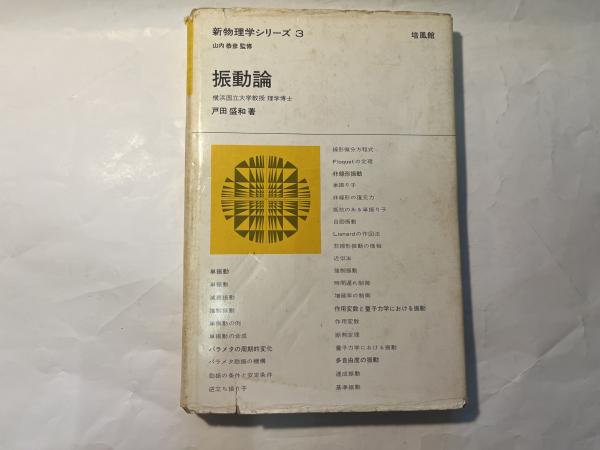 新物理学シリーズ 3
培風館
山内 恭彦 監修
振動論
横浜国立大学教授 理学博士
戸田 盛和 著
単振動
単振動
減衰振動
強制振動
単振動の例
単振動の合成
パラメタの周期的変化
パラメタ励振の機構
励振の条件と安定条件
逆立ち振り子
線形微分方程式
Floquetの定理
非線形振動
単振り子
非線形の復元力
抵抗のある単振り子
自励振動
Lienardの作図法
非線形振動の機構
近似法
強制振動
時間遅れ制御
増幅率の制御
作用変数と量子力学における振動
作用変数
断熱定理
量子力学における振動
多自由度の振動
連成振動
基準振動